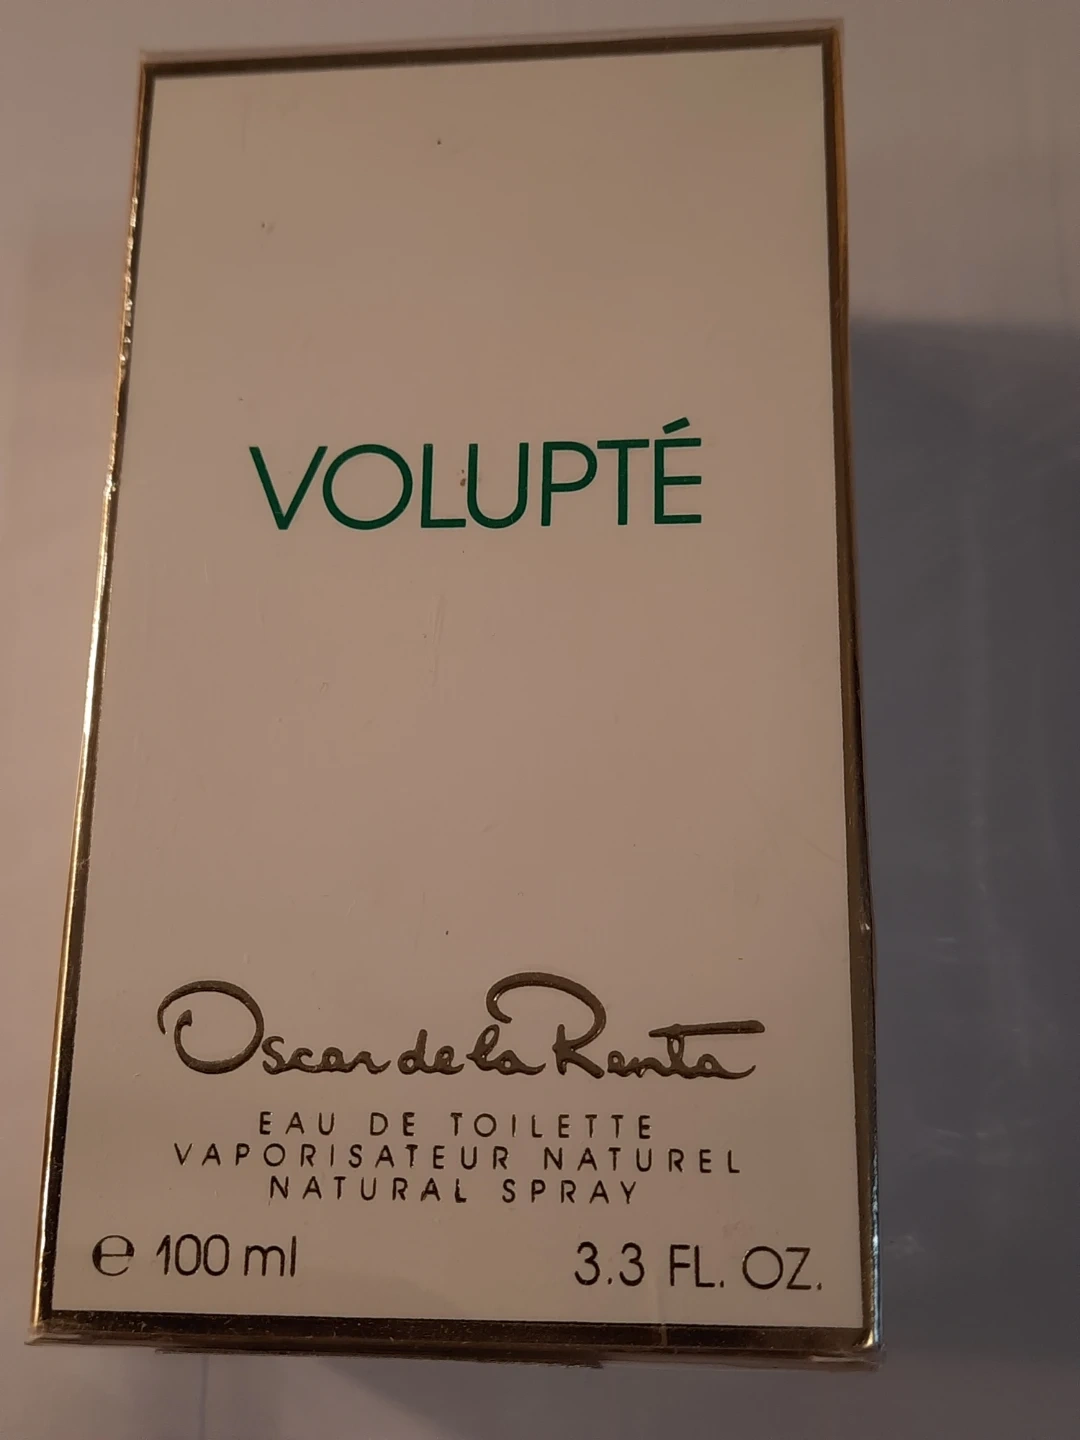 VOLUPTÉ
Oscar de la Renta
EAU DE TOILETTE
VAPORISATEUR NATUREL
NATURAL SPRAY
℮ 100 ml
3.3 FL. OZ.